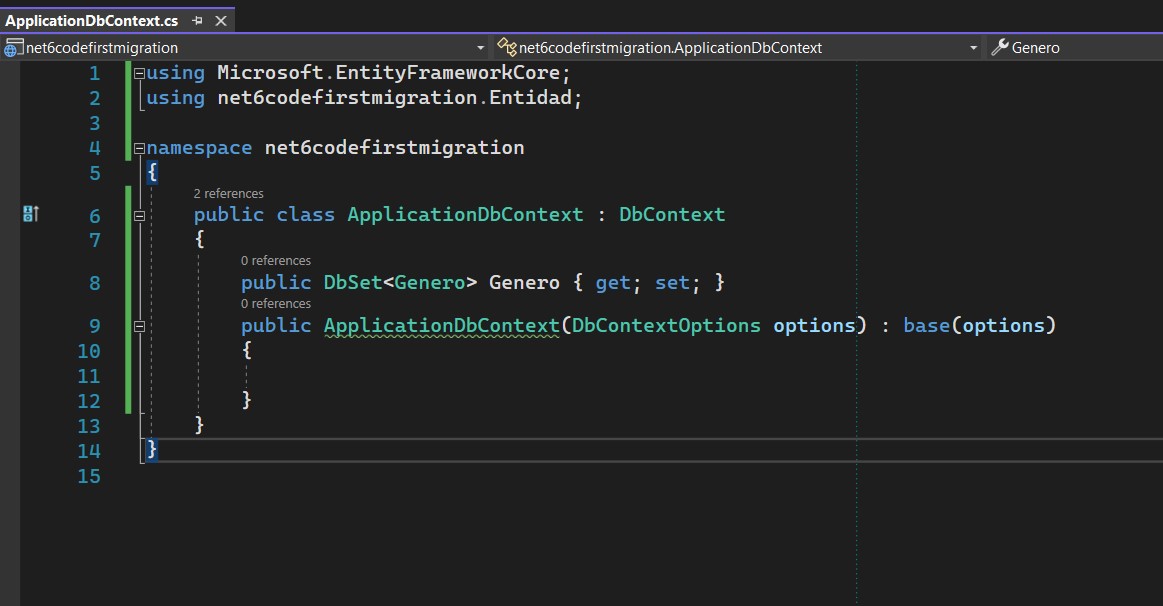 ApplicationDbContext.cs
net6codefirstmigration net6codefirstmigration.ApplicationDbContext Genero
1 using Microsoft.EntityFrameworkCore;
2 using net6codefirstmigration.Entidad;
3
4 namespace net6codefirstmigration
5 {
2 references
6 public class ApplicationDbContext : DbContext
7 {
0 references
8 public DbSet<Genero> Genero { get; set; }
0 references
9 public ApplicationDbContext(DbContextOptions options) : base(options)
10 {
11
12 }
13 }
14 }
15